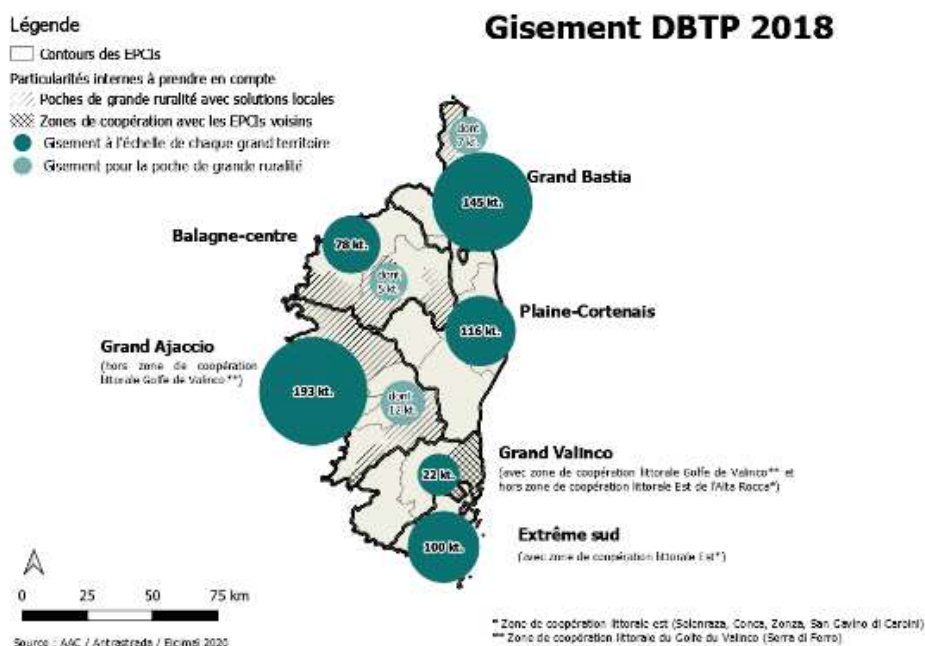 Gisement DBTP 2018
Légende
Contours des EPCIs
Particularités internes à prendre en compte
Poches de grande ruralité avec solutions locales
Zones de coopération avec les EPCIs voisins
Gisement à l'échelle de chaque grand territoire
Gisement pour la poche de grande ruralité
dont
7 kt.
Grand Bastia
145 kt.
Balagne-centre
78 kt.
dont
5 kt.
Plaine-Cortenais
116 kt.
Grand Ajaccio
(hors zone de coopération
littorale Golfe de Valinco**)
193 kt.
dont
12 kt.
Grand Valinco
(avec zone de coopération littorale Golfe de Valinco** et
hors zone de coopération littorale Est de l'Alta Rocca*)
22 kt.
Extrême sud
(avec zone de coopération littorale Est*)
100 kt.
0 25 50 75 km
Source : AAC / Antrastrada / 2020
* Zone de coopération littorale est (Solenzara, Conca, Zonza, San Gavino di Carbini)
** Zone de coopération littorale du Golfe du Valinco (Serra di Ferro)